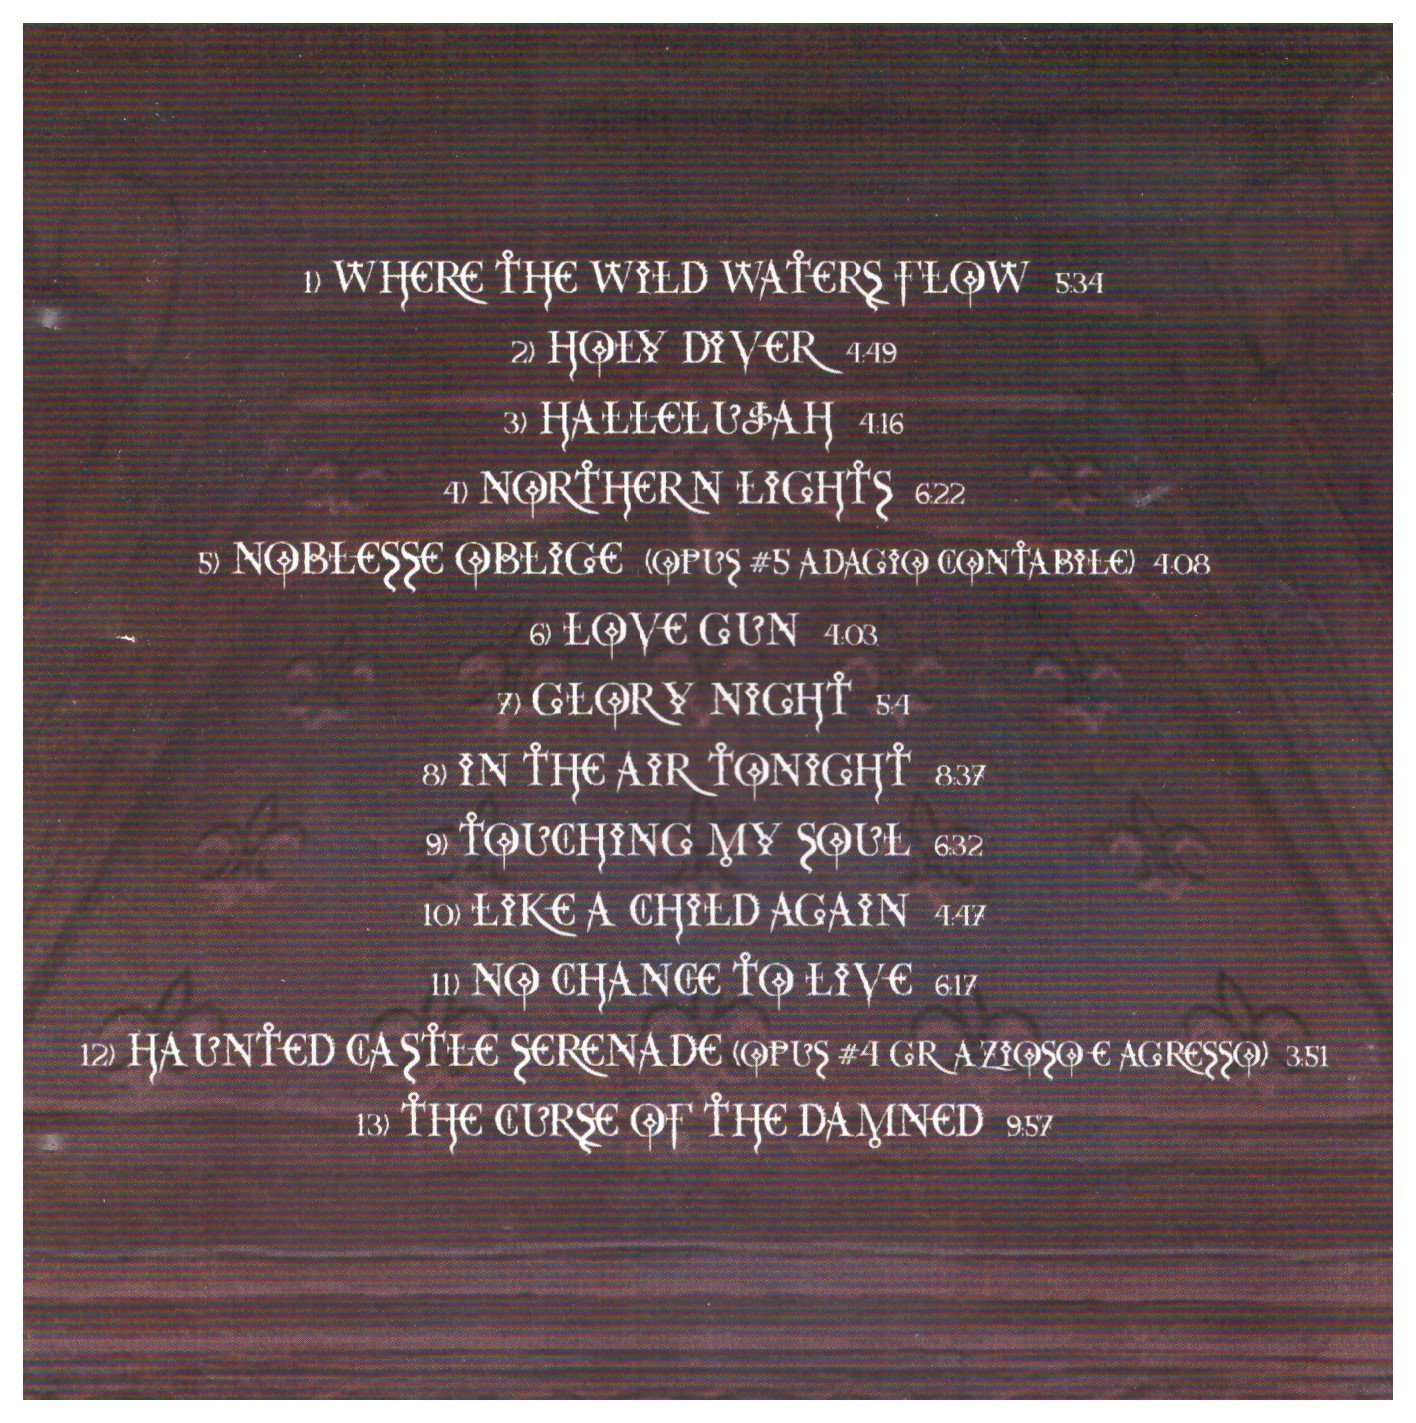 1) WHERE THE WILD WATERS FLOW 5:34
2) HOLY DIVER 4:49
3) HALLELUJAH 4:16
4) NORTHERN LIGHTS 6:22
5) NOBLESSE OBLIGE (OPUS #5 ADAGIO CONTABILE) 4:08
6) LOVE GUN 4:03
7) GLORY NIGHT 5:4
8) IN THE AIR TONIGHT 8:37
9) TOUCHING MY SOUL 6:32
10) LIKE A CHILD AGAIN 4:47
11) NO CHANCE TO LIVE 6:17
12) HAUNTED CASTLE SERENADE (OPUS #4 GRAZIOSO E AGRESSO) 3:51
13) THE CURSE OF THE DAMNED 9:57